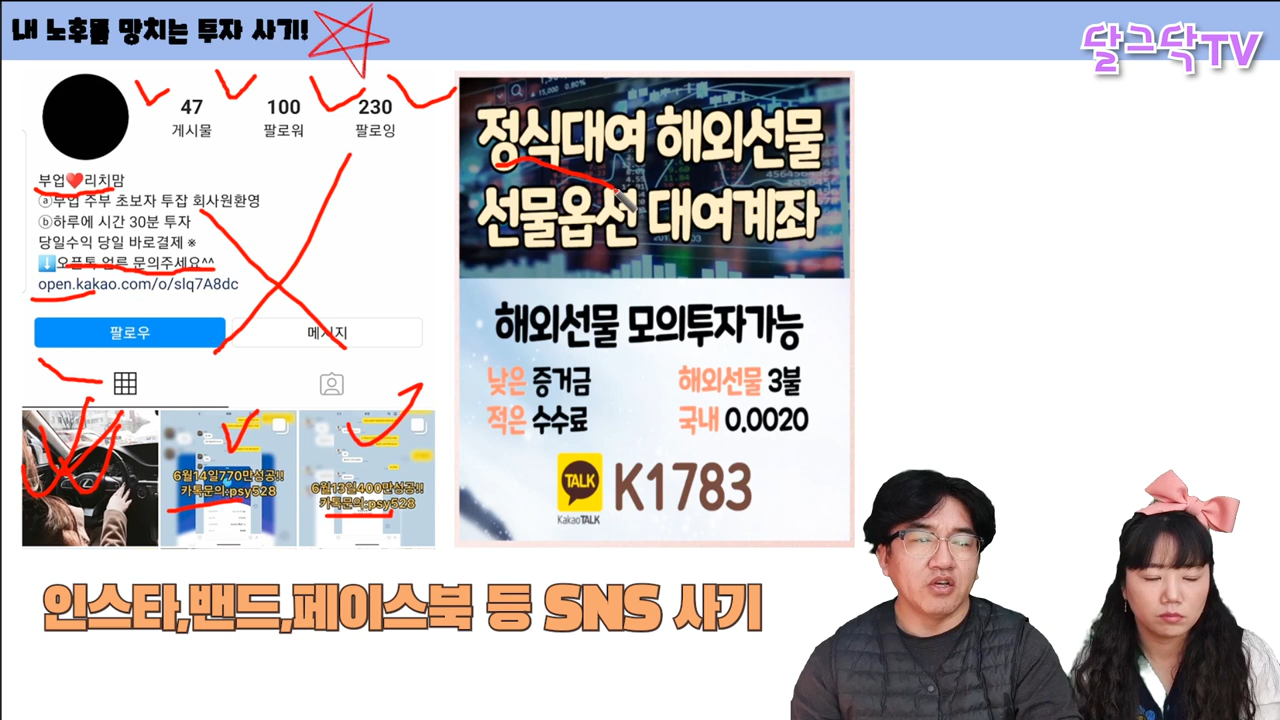 내 노후를 망치는 투자 사기!
달그닥TV
47
게시물
100
팔로워
230
팔로잉
부업❤️리치맘
ⓐ부업 주부 초보자 투잡 회사원환영
ⓑ하루에 시간 30분 투자
당일수익 당일 바로결제 ※
⬇️오픈톡 얼른 문의주세요^^
open.kakao.com/o/slq7A8dc
팔로우
메시지
6월14일770만성공!!
카톡문의:psy528
6월13일400만성공!!
카톡문의:psy528
정식대여 해외선물
선물옵션 대여계좌
해외선물 모의투자가능
낮은 증거금
해외선물 3불
적은 수수료
국내 0.0020
TALK
KakaoTALK
K1783
인스타,밴드,페이스북 등 SNS 사기